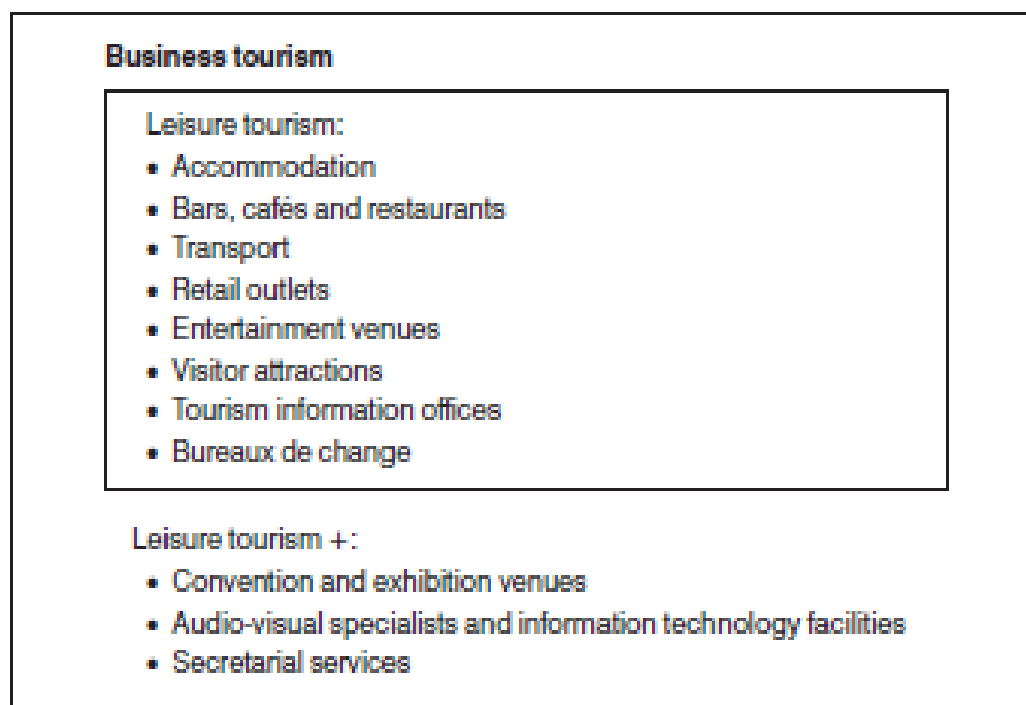 Business tourism
Leisure tourism:
• Accommodation
• Bars, cafés and restaurants
• Transport
• Retail outlets
• Entertainment venues
• Visitor attractions
• Tourism information offices
• Bureaux de change
Leisure tourism +:
• Convention and exhibition venues
• Audio-visual specialists and information technology facilities
• Secretarial services